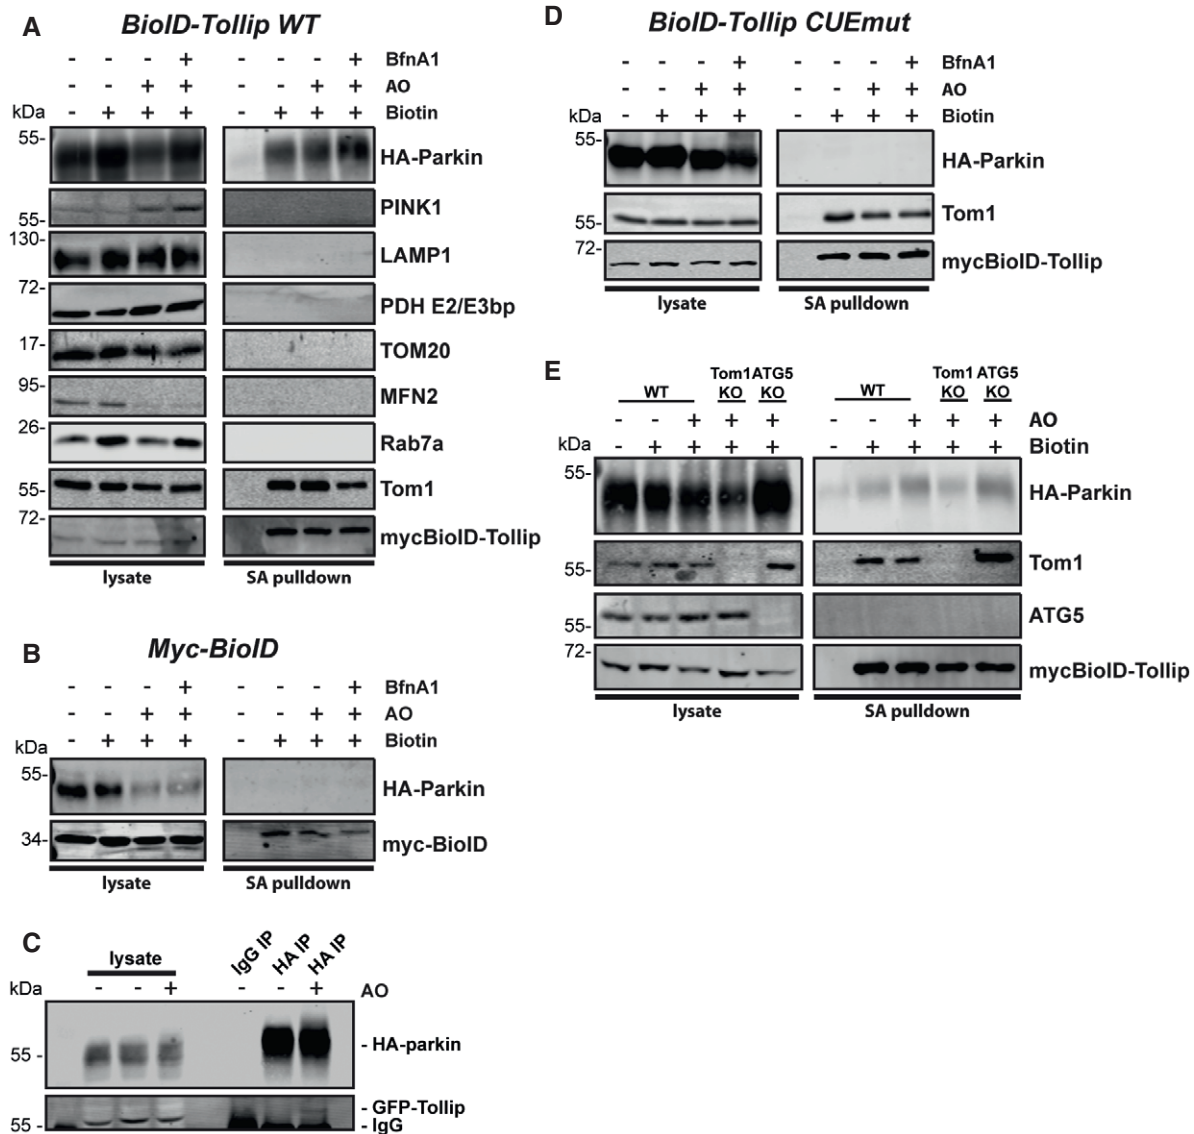 A
BioID-Tollip WT
- - - + - - - + BfnA1
- - + + - - + + AO
kDa - + + + - + + + Biotin
55- HA-Parkin
55- PINK1
130- LAMP1
72- PDH E2/E3bp
17- TOM20
95- MFN2
26- Rab7a
55- Tom1
72- mycBioID-Tollip
lysate SA pulldown
B
Myc-BioID
- - - + - - - + BfnA1
- - + + - - + + AO
- + + + - + + + Biotin
kDa
55- HA-Parkin
34- myc-BioID
lysate SA pulldown
C
lysate IgG IP HA IP HA IP
kDa - - + - - + AO
55 - - HA-parkin
- GFP-Tollip
55 - - IgG
D
BioID-Tollip CUEmut
- - - + - - - + BfnA1
- - + + - - + + AO
kDa - + + + - + + + Biotin
55- HA-Parkin
55- Tom1
72- mycBioID-Tollip
lysate SA pulldown
E
Tom1 ATG5 Tom1 ATG5
WT KO KO WT KO KO
- - + + + - - + + + AO
kDa - + + + + - + + + + Biotin
55- HA-Parkin
55- Tom1
55- ATG5
72- mycBioID-Tollip
lysate SA pulldown